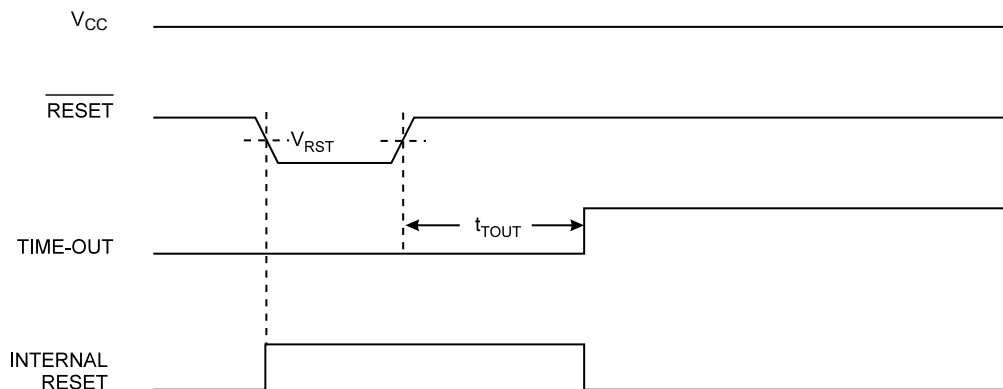 VCC
RESET
VRST
tTOUT
TIME-OUT
INTERNAL
RESET